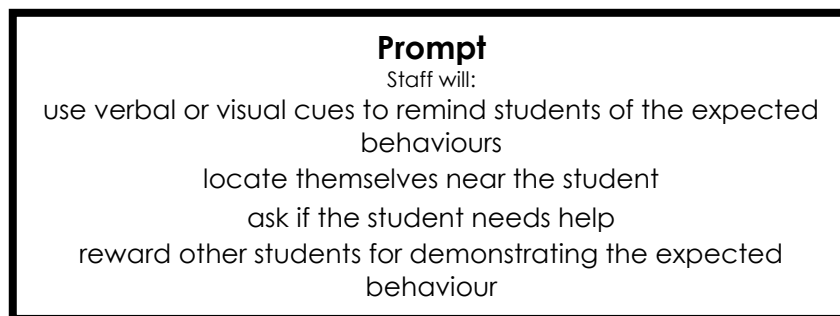 Prompt
Staff will:
use verbal or visual cues to remind students of the expected
behaviours
locate themselves near the student
ask if the student needs help
reward other students for demonstrating the expected
behaviour